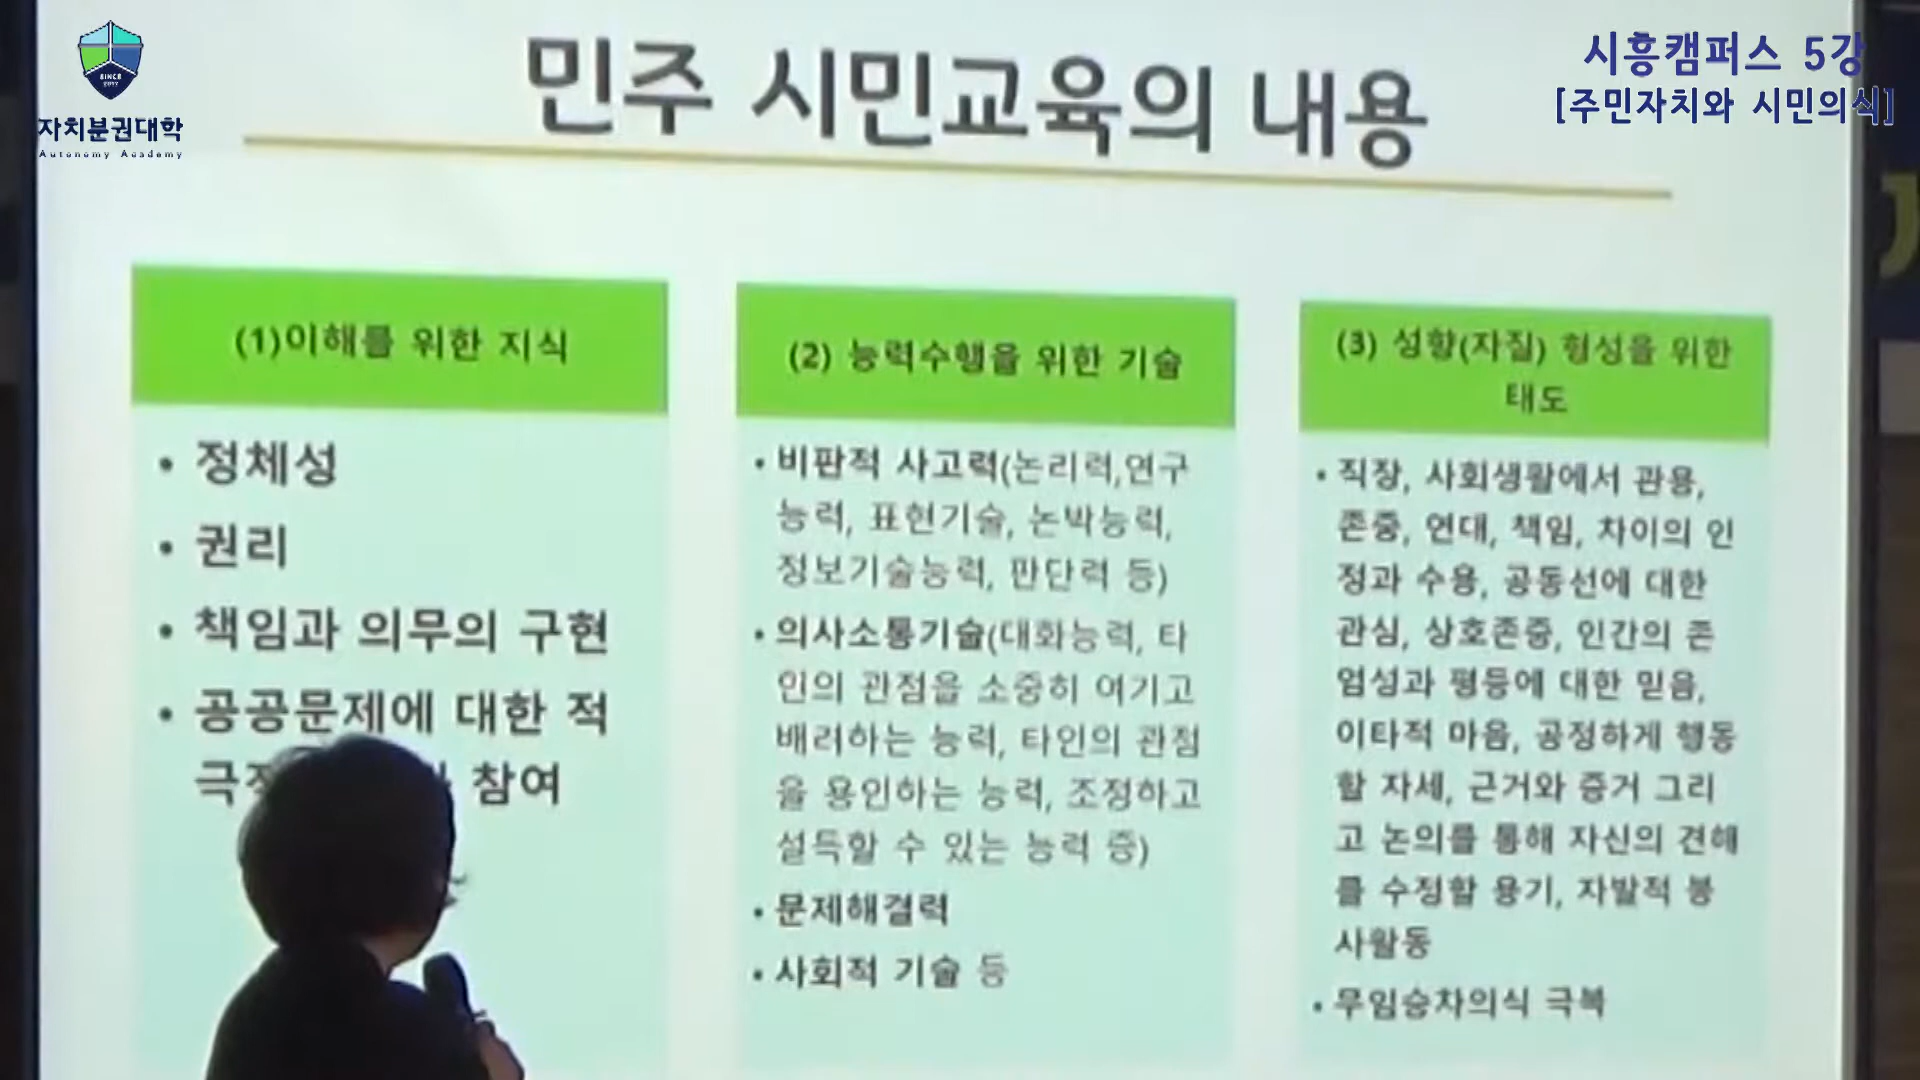 SINCE
자치분권대학
Autonomy Academy
시흥캠퍼스 5강
[주민자치와 시민의식]
민주 시민교육의 내용
(1)이해를 위한 지식
• 정체성
• 권리
• 책임과 의무의 구현
• 공공문제에 대한 적
참여
(2) 능력수행을 위한 기술
• 비판적 사고력(논리력,연구
능력, 표현기술, 논박능력,
정보기술능력, 판단력 등)
• 의사소통기술(대화능력, 타
인의 관점을 소중히 여기고
배려하는 능력, 타인의 관점
을 용인하는 능력, 조정하고
설득할 수 있는 능력 등)
• 문제해결력
• 사회적 기술 등
(3) 성향(자질) 형성을 위한
태도
• 직장, 사회생활에서 관용,
존중, 연대, 책임, 차이의 인
정과 수용, 공동선에 대한
관심, 상호존중, 인간의 존
엄성과 평등에 대한 믿음,
이타적 마음, 공정하게 행동
할 자세, 근거와 증거 그리
고 논의를 통해 자신의 견해
를 수정할 용기, 자발적 봉
사활동
• 무임승차의식 극복